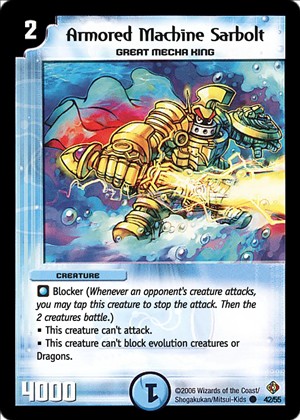 2
Armored Machine Sarbolt
GREAT MECHA KING
CREATURE
Blocker (Whenever an opponent's creature attacks,
you may tap this creature to stop the attack. Then the
2 creatures battle.)
▪ This creature can't attack.
▪ This creature can't block evolution creatures or
Dragons.
4000
1
©2006 Wizards of the Coast/
Shogakukan/Mitsui-Kids
42/55